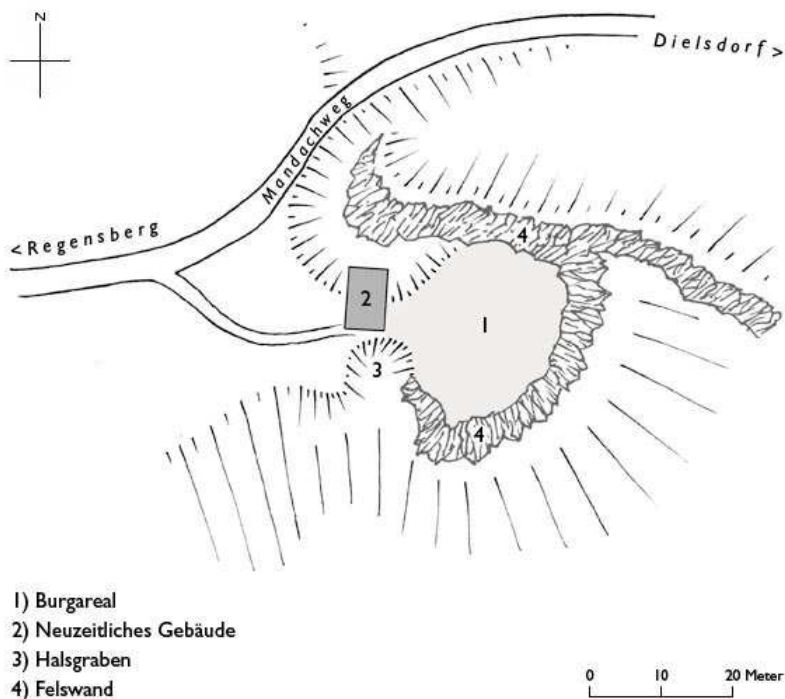 N
Dielsdorf>
Mandachweg
<Regensberg
4
2
1
3
4
1) Burgareal
2) Neuzeitliches Gebäude
3) Halsgraben
4) Felswand
0 10 20 Meter